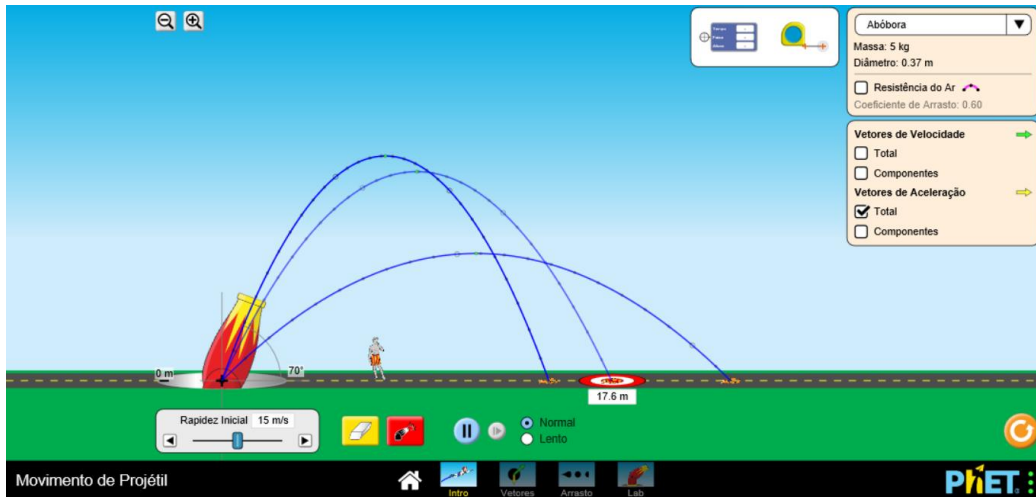 Abóbora
Massa: 5 kg
Diâmetro: 0.37 m
Resistência do Ar
Coeficiente de Arrasto: 0.60
Vetores de Velocidade
Total
Componentes
Vetores de Aceleração
Total
Componentes
0 m
70°
17.6 m
Rapidez Inicial 15 m/s
Normal
Lento
Movimento de Projétil
Intro
Vetores
Arrasto
Lab
PhET